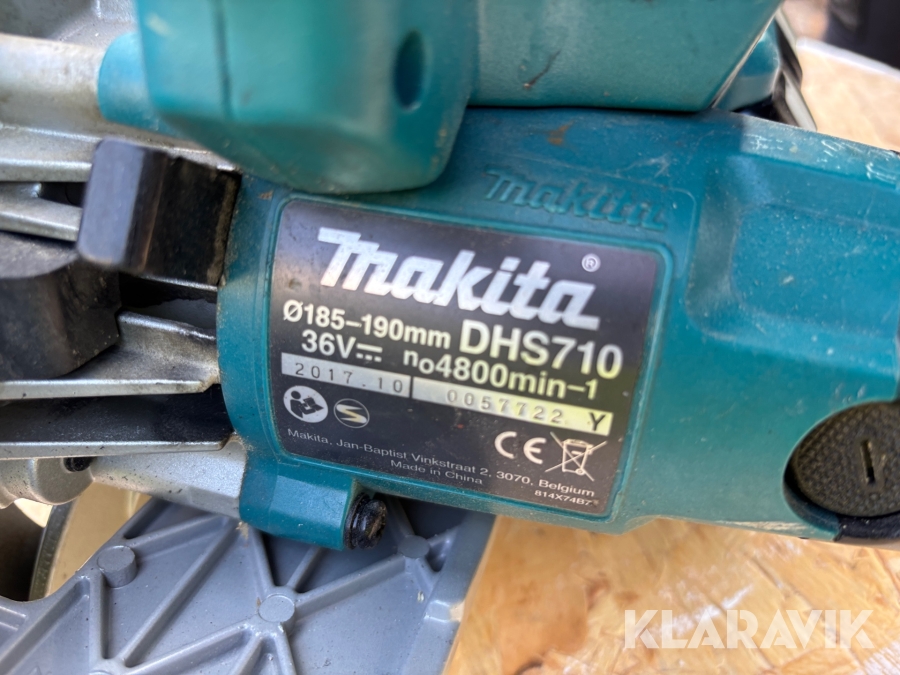 Makita
Makita®
Ø185-190mm DHS710
36V⎓ no4800min-1
2017.10 0057722 Y
CE
Makita, Jan-Baptist Vinkstraat 2, 3070, Belgium
Made in China
814X74B7
KLARAVIK